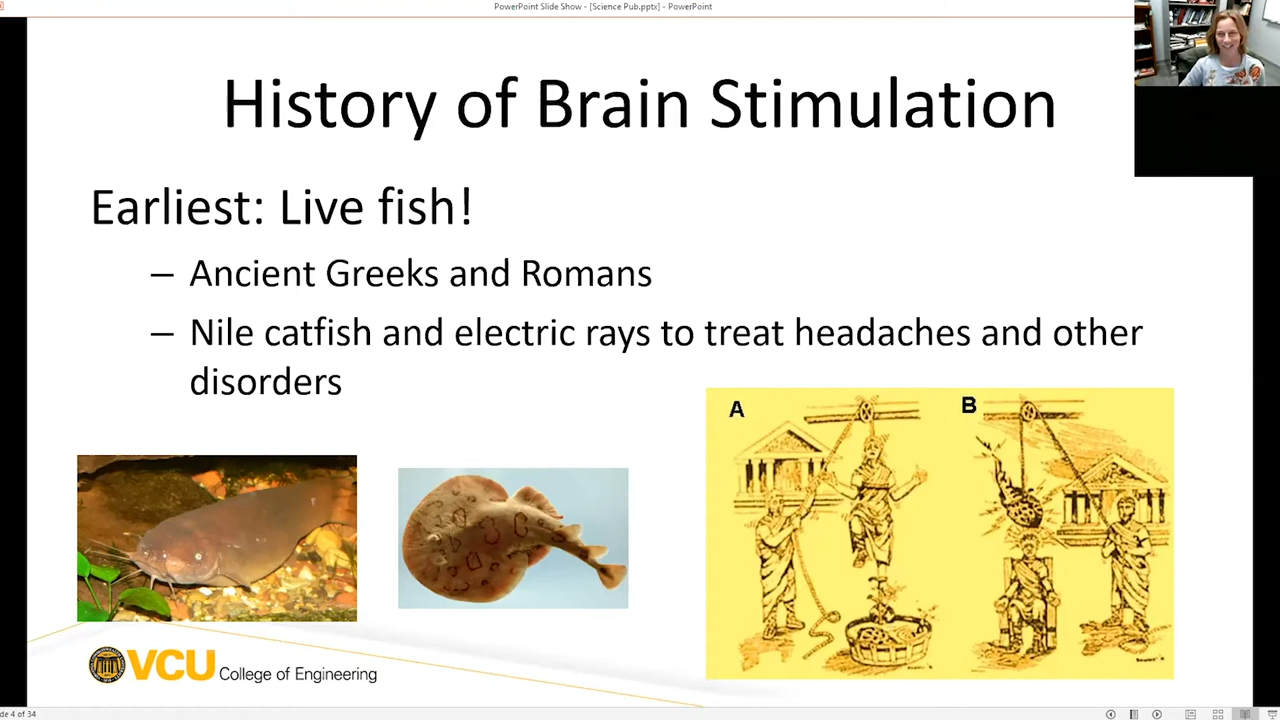 PowerPoint Slide Show - [Science Pub.pptx] - PowerPoint
History of Brain Stimulation
Earliest: Live fish!
– Ancient Greeks and Romans
– Nile catfish and electric rays to treat headaches and other
disorders
A
B
VCU College of Engineering
de 4 of 34